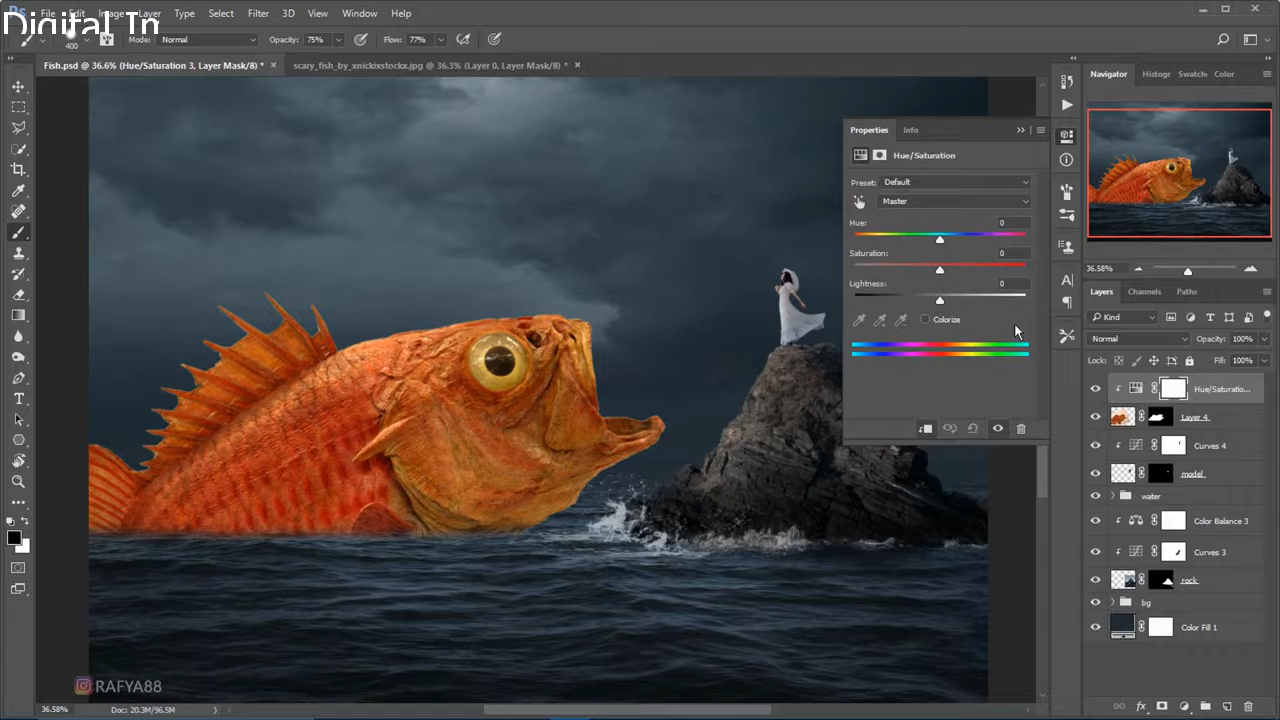 Digital Tn
File Edit Image Layer Type Select Filter 3D View Window Help
400 Mode: Normal Opacity: 75% Flow: 77%
Fish.psd @ 36.6% (Hue/Saturation 3, Layer Mask/8) * scary_fish_by_xnickixstockx.jpg @ 36.3% (Layer 0, Layer Mask/8) *
Navigator Histogr Swatch Color
Properties Info
Hue/Saturation
Preset: Default
Master
Hue: 0
Saturation: 0
Lightness: 0
Colorize
36.58%
Layers Channels Paths
Kind
Normal Opacity: 100%
Lock: Fill: 100%
Hue/Saturatio...
Layer 4
Curves 4
model
water
Color Balance 3
Curves 3
rock
bg
Color Fill 1
RAFYA88
36.58% Doc: 20.3M/96.5M